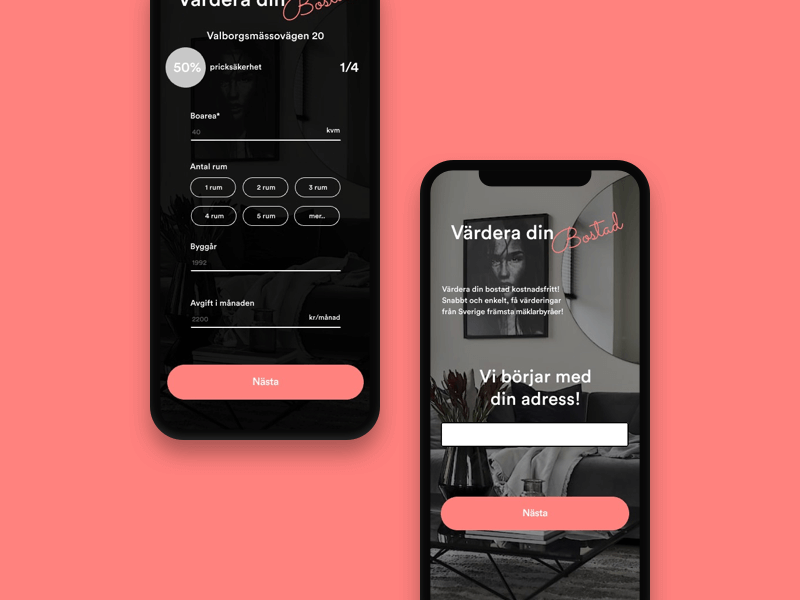 Värdera din Bostad
Valborgsmässovägen 20
50% pricksäkerhet
1/4
Boarea*
40 kvm
Antal rum
1 rum 2 rum 3 rum
4 rum 5 rum mer..
Byggår
1992
Avgift i månaden
2200 kr/månad
Nästa
Värdera din Bostad
Värdera din bostad kostnadsfritt!
Snabbt och enkelt, få värderingar
från Sverige främsta mäklarbyråer!
Vi börjar med
din adress!
Nästa